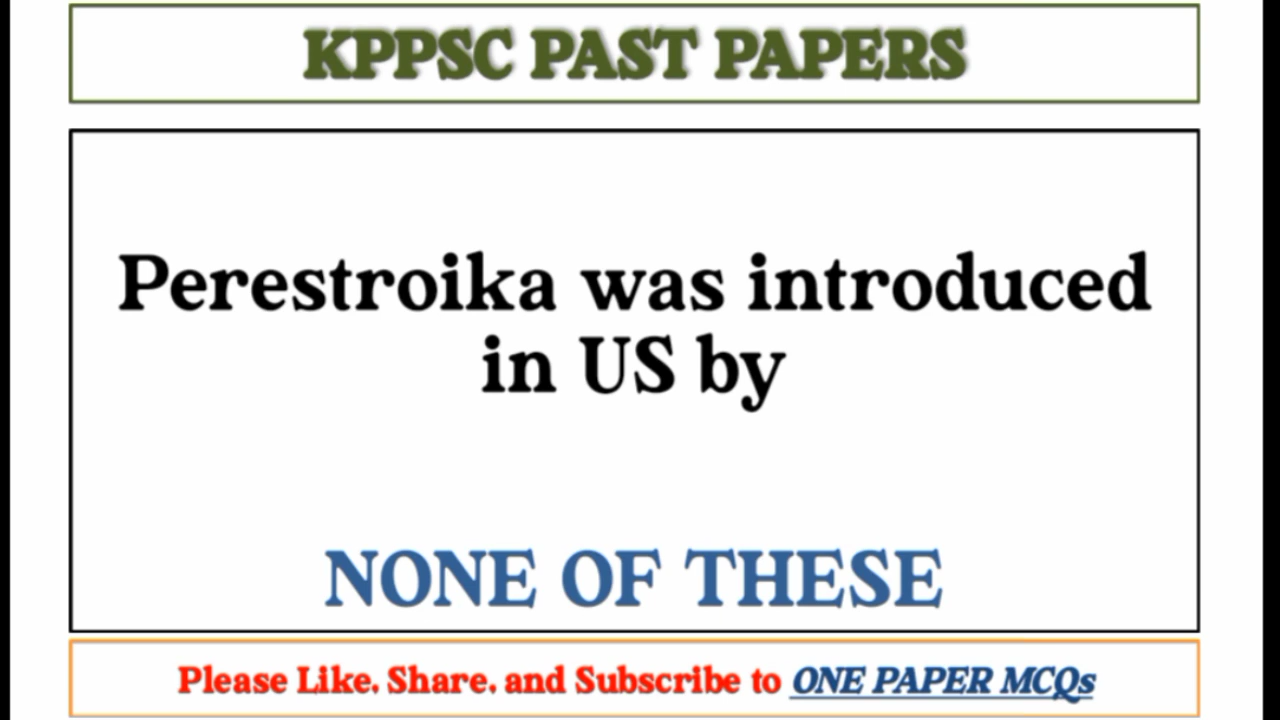 KPPSC PAST PAPERS
Perestroika was introduced
in US by
NONE OF THESE
Please Like, Share, and Subscribe to ONE PAPER MCQs